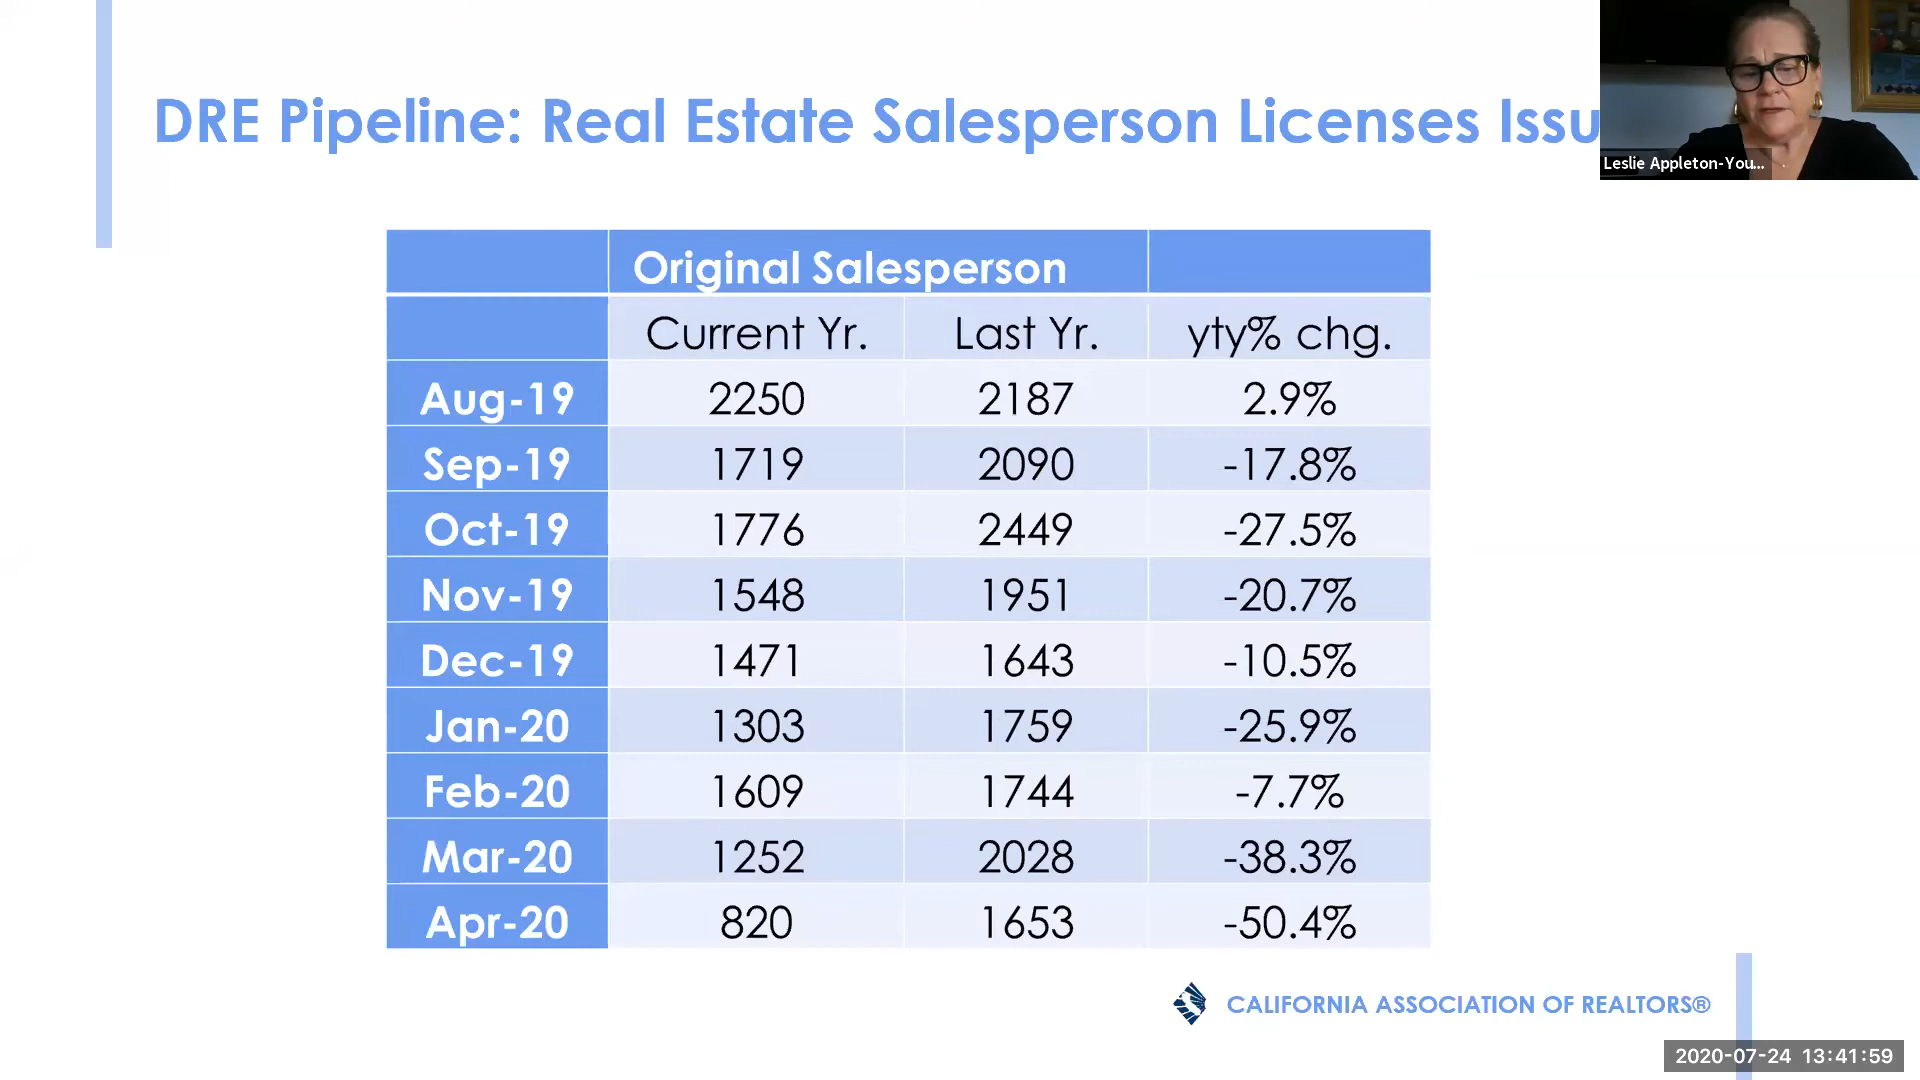 DRE Pipeline: Real Estate Salesperson Licenses Issu
Leslie Appleton-You...
Original Salesperson
Current Yr. Last Yr. yty% chg.
Aug-19 2250 2187 2.9%
Sep-19 1719 2090 -17.8%
Oct-19 1776 2449 -27.5%
Nov-19 1548 1951 -20.7%
Dec-19 1471 1643 -10.5%
Jan-20 1303 1759 -25.9%
Feb-20 1609 1744 -7.7%
Mar-20 1252 2028 -38.3%
Apr-20 820 1653 -50.4%
CALIFORNIA ASSOCIATION OF REALTORS®
2020-07-24 13:41:59